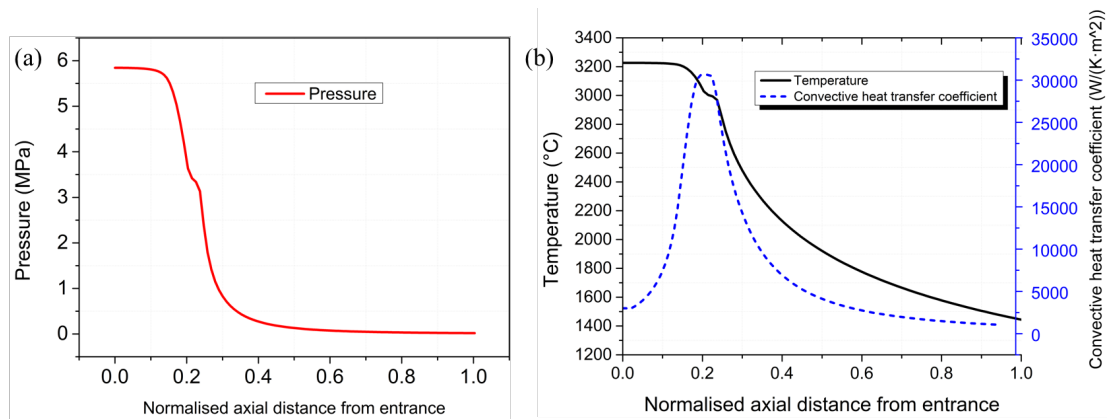 (a)
Pressure (MPa)
6
5
4
3
2
1
0
Pressure
0.0 0.2 0.4 0.6 0.8 1.0
Normalised axial distance from entrance
(b)
Temperature (°C)
3400
3200
3000
2800
2600
2400
2200
2000
1800
1600
1400
1200
Temperature
Convective heat transfer coefficient
0.0 0.2 0.4 0.6 0.8 1.0
Normalised axial distance from entrance
35000
30000
25000
20000
15000
10000
5000
0
Convective heat transfer coefficient (W/(K·m^2))